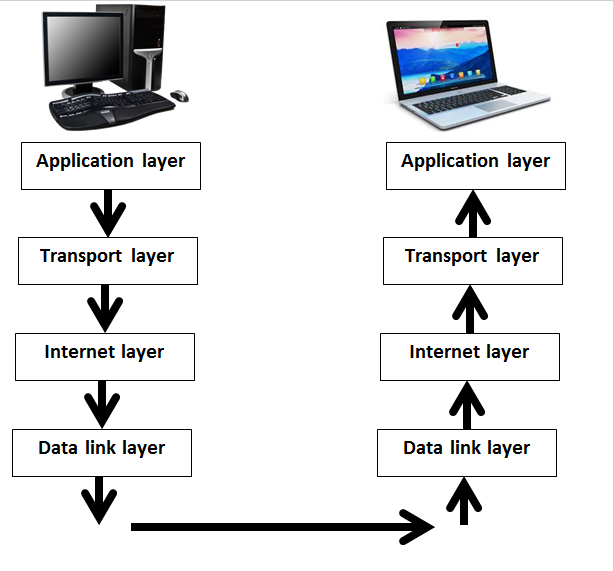 Application layer
Application layer
Transport layer
Transport layer
Internet layer
Internet layer
Data link layer
Data link layer